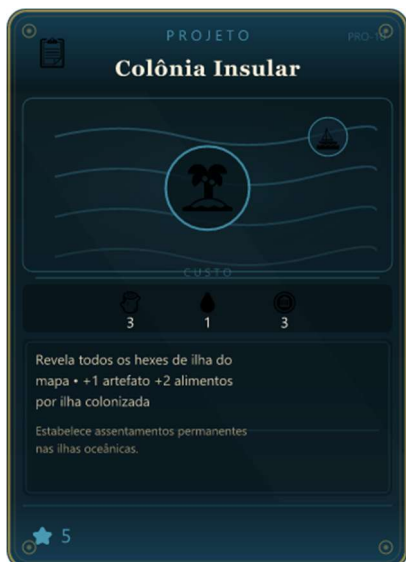 PROJETO
Colônia Insular
CUSTO
3 1 3
Revela todos os hexes de ilha do
mapa • +1 artefato +2 alimentos
por ilha colonizada
Estabelece assentamentos permanentes
nas ilhas oceânicas.
5